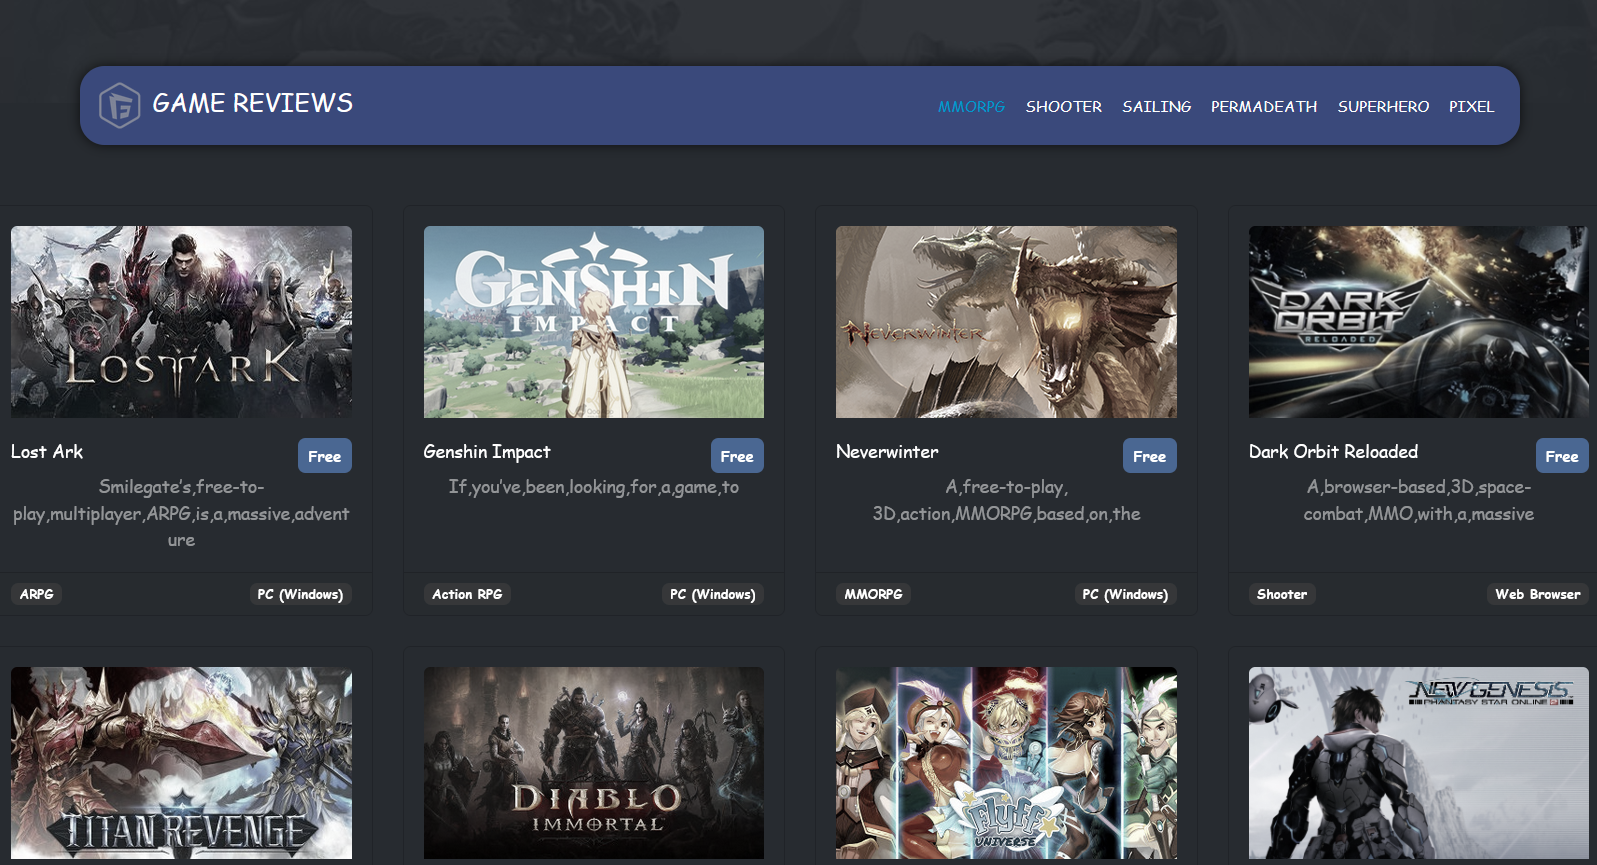 GAME REVIEWS
MMORPG SHOOTER SAILING PERMADEATH SUPERHERO PIXEL
LOST ARK
GENSHIN
IMPACT
NEVERWINTER
DARK
ORBIT
RELOADED
Lost Ark
Free
Smilegate’s,free-to-
play,multiplayer,ARPG,is,a,massive,advent
ure
ARPG
PC (Windows)
Genshin Impact
Free
If,you’ve,been,looking,for,a,game,to
Action RPG
PC (Windows)
Neverwinter
Free
A,free-to-play,
3D,action,MMORPG,based,on,the
MMORPG
PC (Windows)
Dark Orbit Reloaded
Free
A,browser-based,3D,space-
combat,MMO,with,a,massive
Shooter
Web Browser
TITAN REVENGE
DIABLO
IMMORTAL
Flyff
UNIVERSE
NEW GENESIS
PHANTASY STAR ONLINE 2